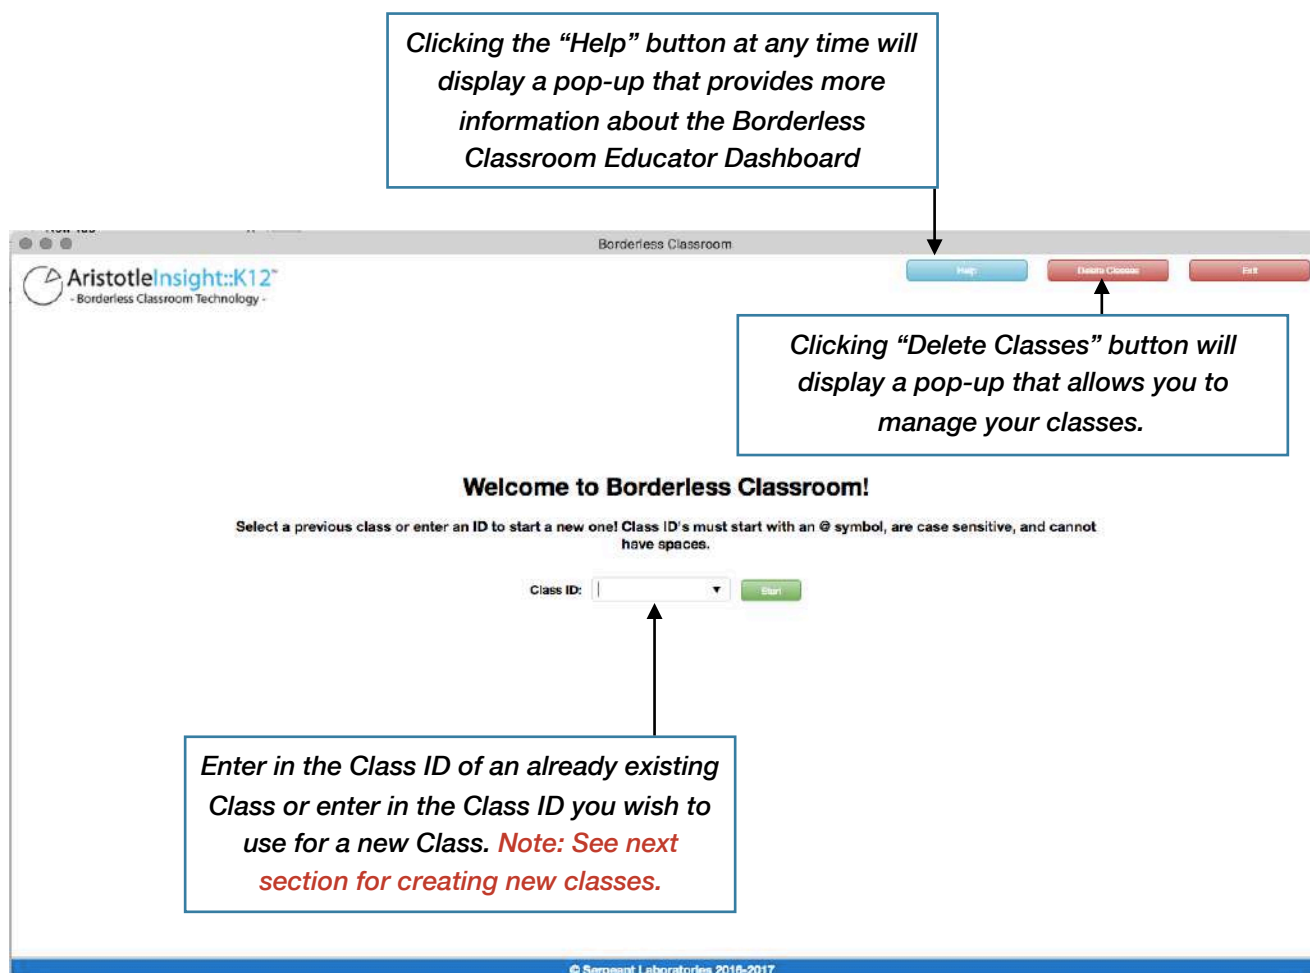 Clicking the “Help” button at any time will
display a pop-up that provides more
information about the Borderless
Classroom Educator Dashboard
Borderless Classroom
AristotleInsight::K12™
- Borderless Classroom Technology -
Help
Delete Classes
Exit
Clicking “Delete Classes” button will
display a pop-up that allows you to
manage your classes.
Welcome to Borderless Classroom!
Select a previous class or enter an ID to start a new one! Class ID's must start with an @ symbol, are case sensitive, and cannot
have spaces.
Class ID:
Start
Enter in the Class ID of an already existing
Class or enter in the Class ID you wish to
use for a new Class. Note: See next
section for creating new classes.
© Sergeant Laboratories 2016-2017